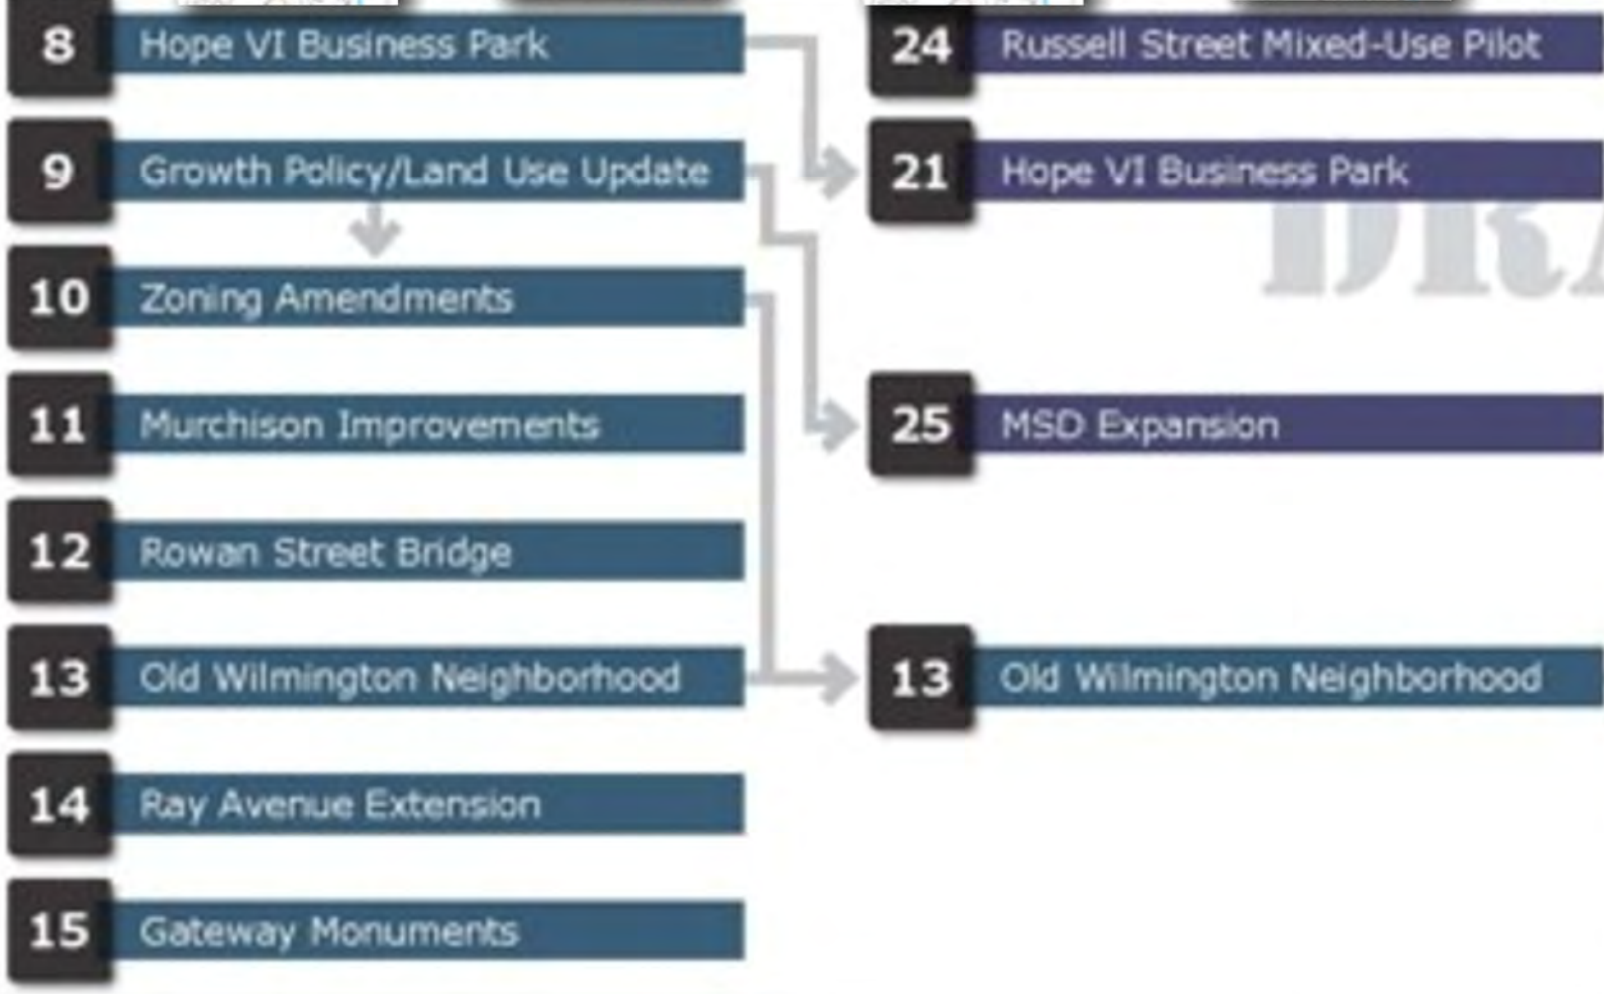 8 Hope VI Business Park
9 Growth Policy/Land Use Update
10 Zoning Amendments
11 Murchison Improvements
12 Rowan Street Bridge
13 Old Wilmington Neighborhood
14 Ray Avenue Extension
15 Gateway Monuments
24 Russell Street Mixed-Use Pilot
21 Hope VI Business Park
DRA
25 MSD Expansion
13 Old Wilmington Neighborhood